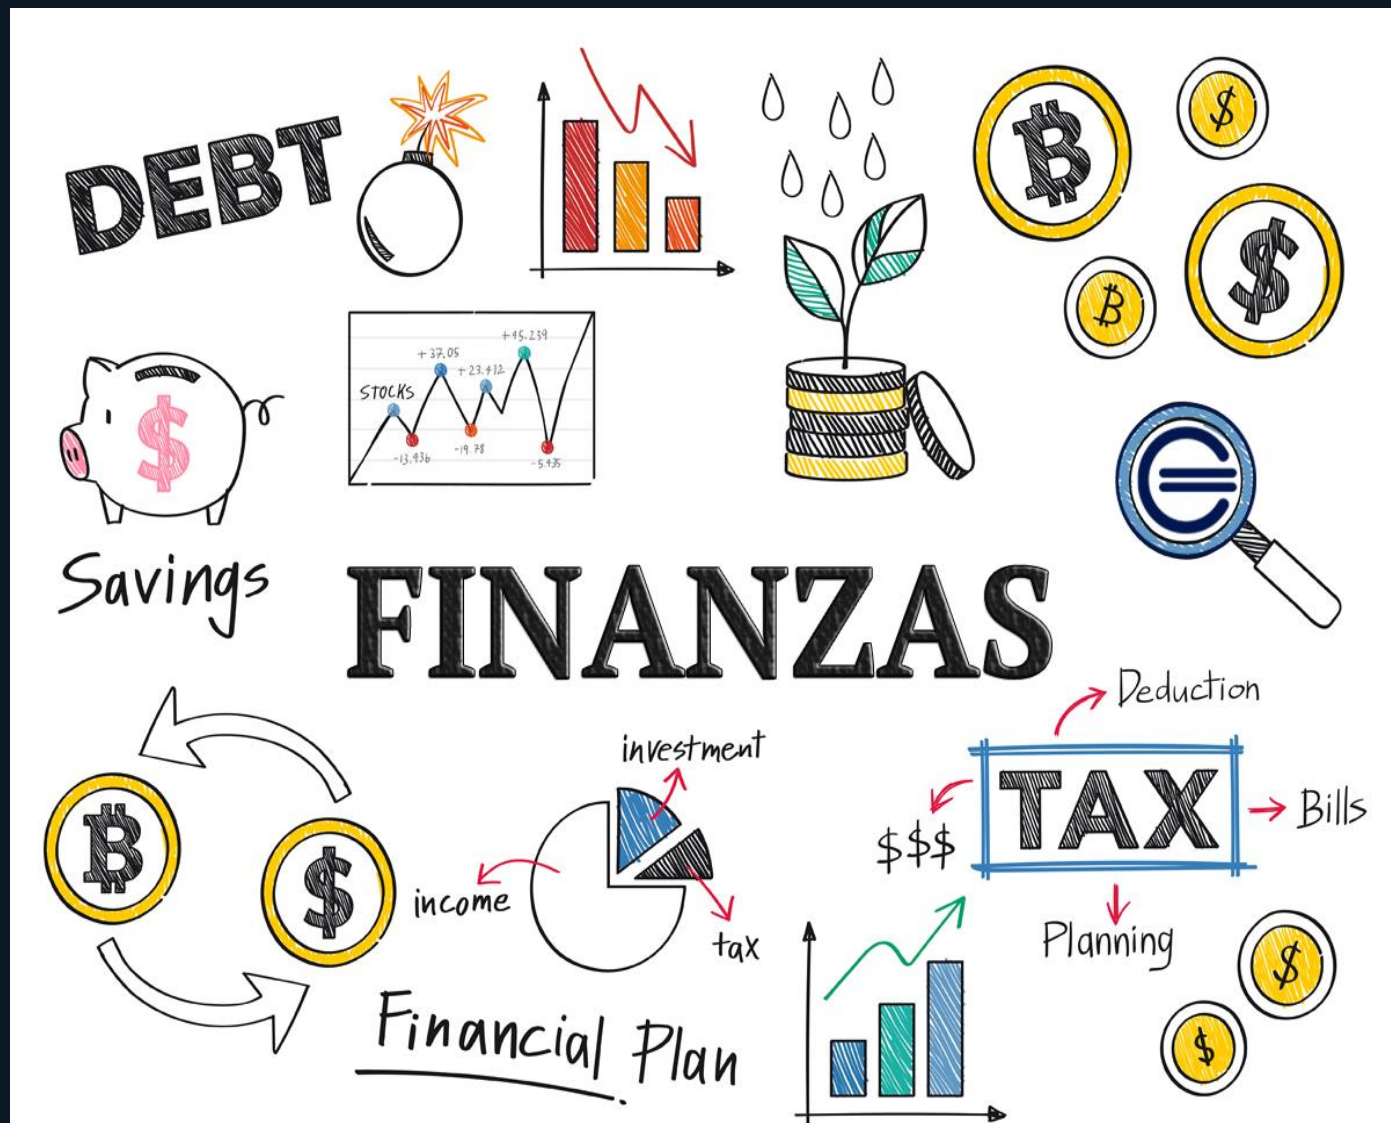 DEBT
STOCKS
+37.05
+23.412
+45.239
-13.436
-19.78
-5.435
Savings
FINANZAS
Deduction
TAX
$$$
Bills
Planning
investment
income
tax
Financial Plan